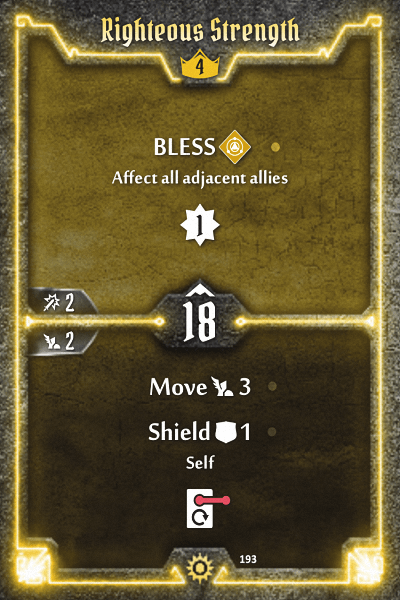 Righteous Strength
4
BLESS
Affect all adjacent allies
1
2
18
2
Move 3
Shield 1
Self
193